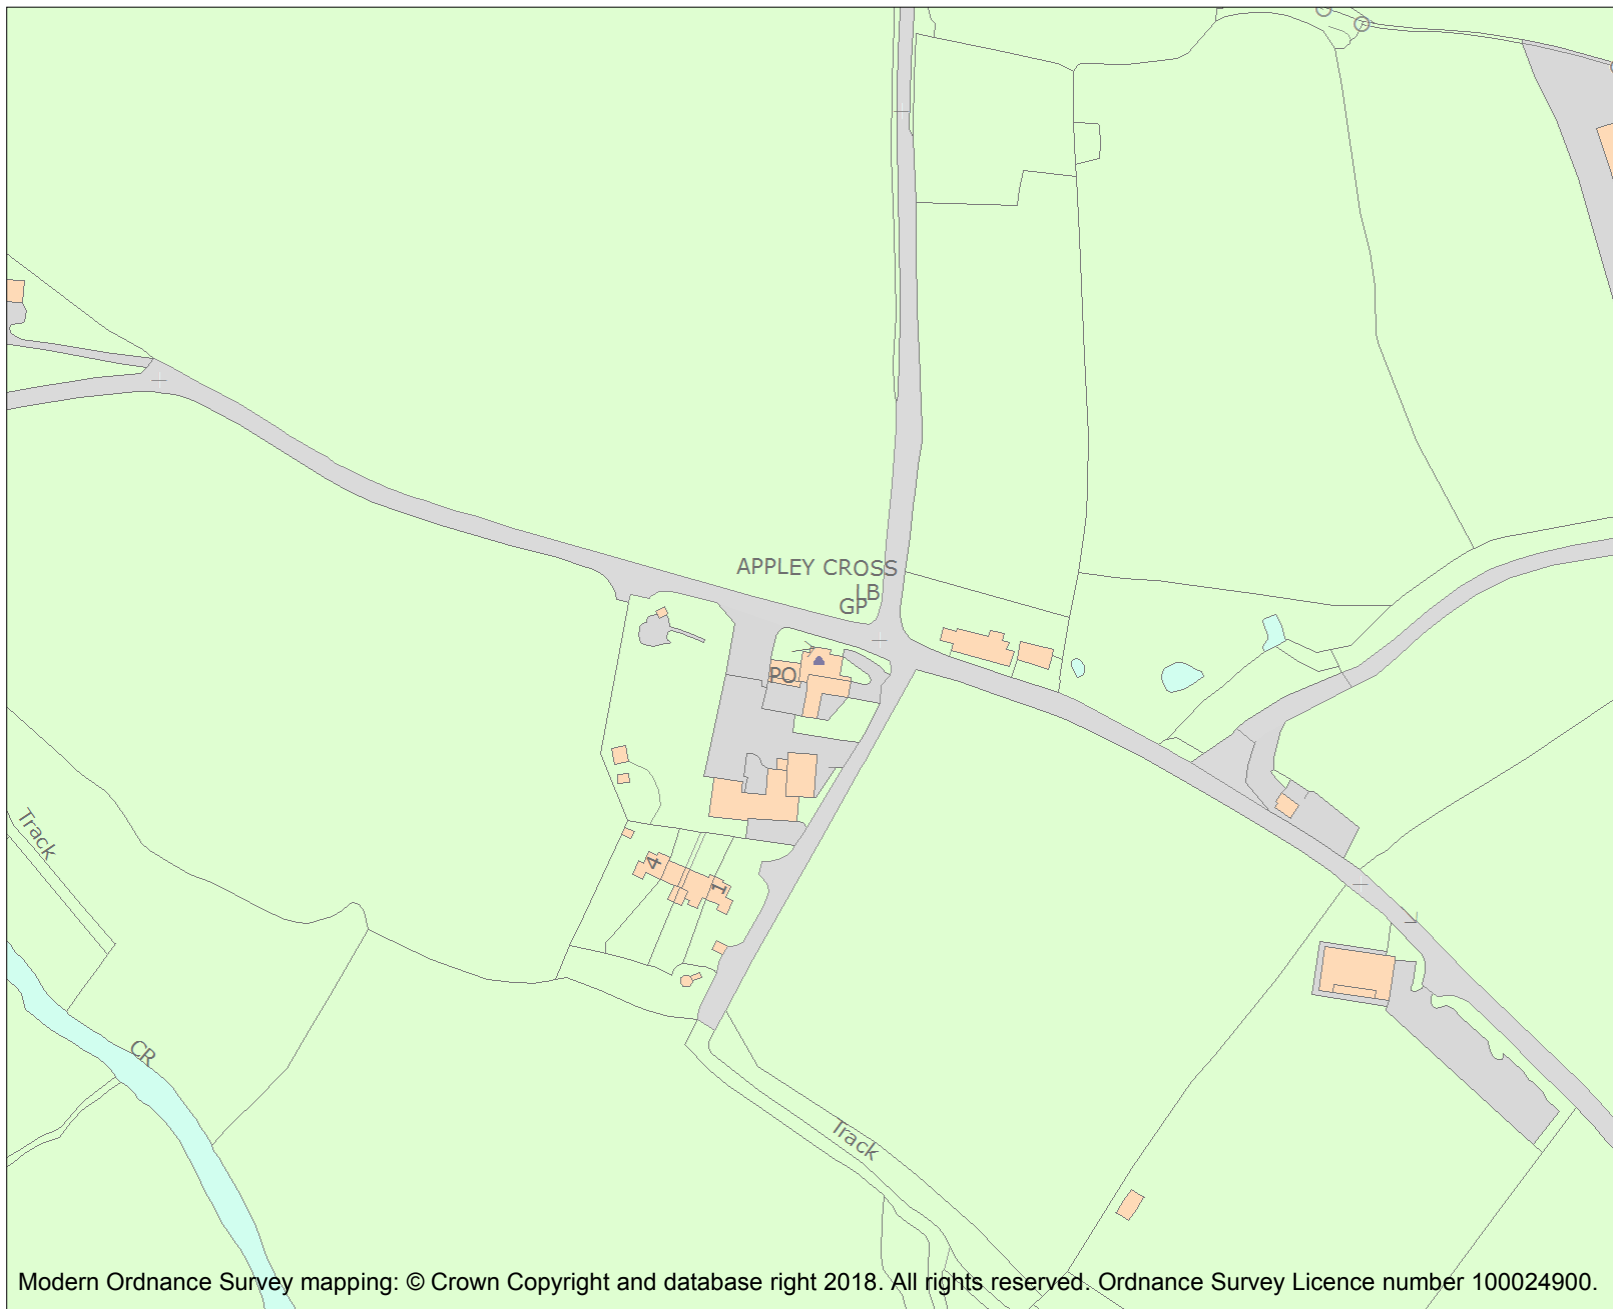 APPLEY CROSS
LB
GP
PO
Track
4
1
CR
Track
Modern Ordnance Survey mapping: © Crown Copyright and database right 2018. All rights reserved. Ordnance Survey Licence number 100024900.